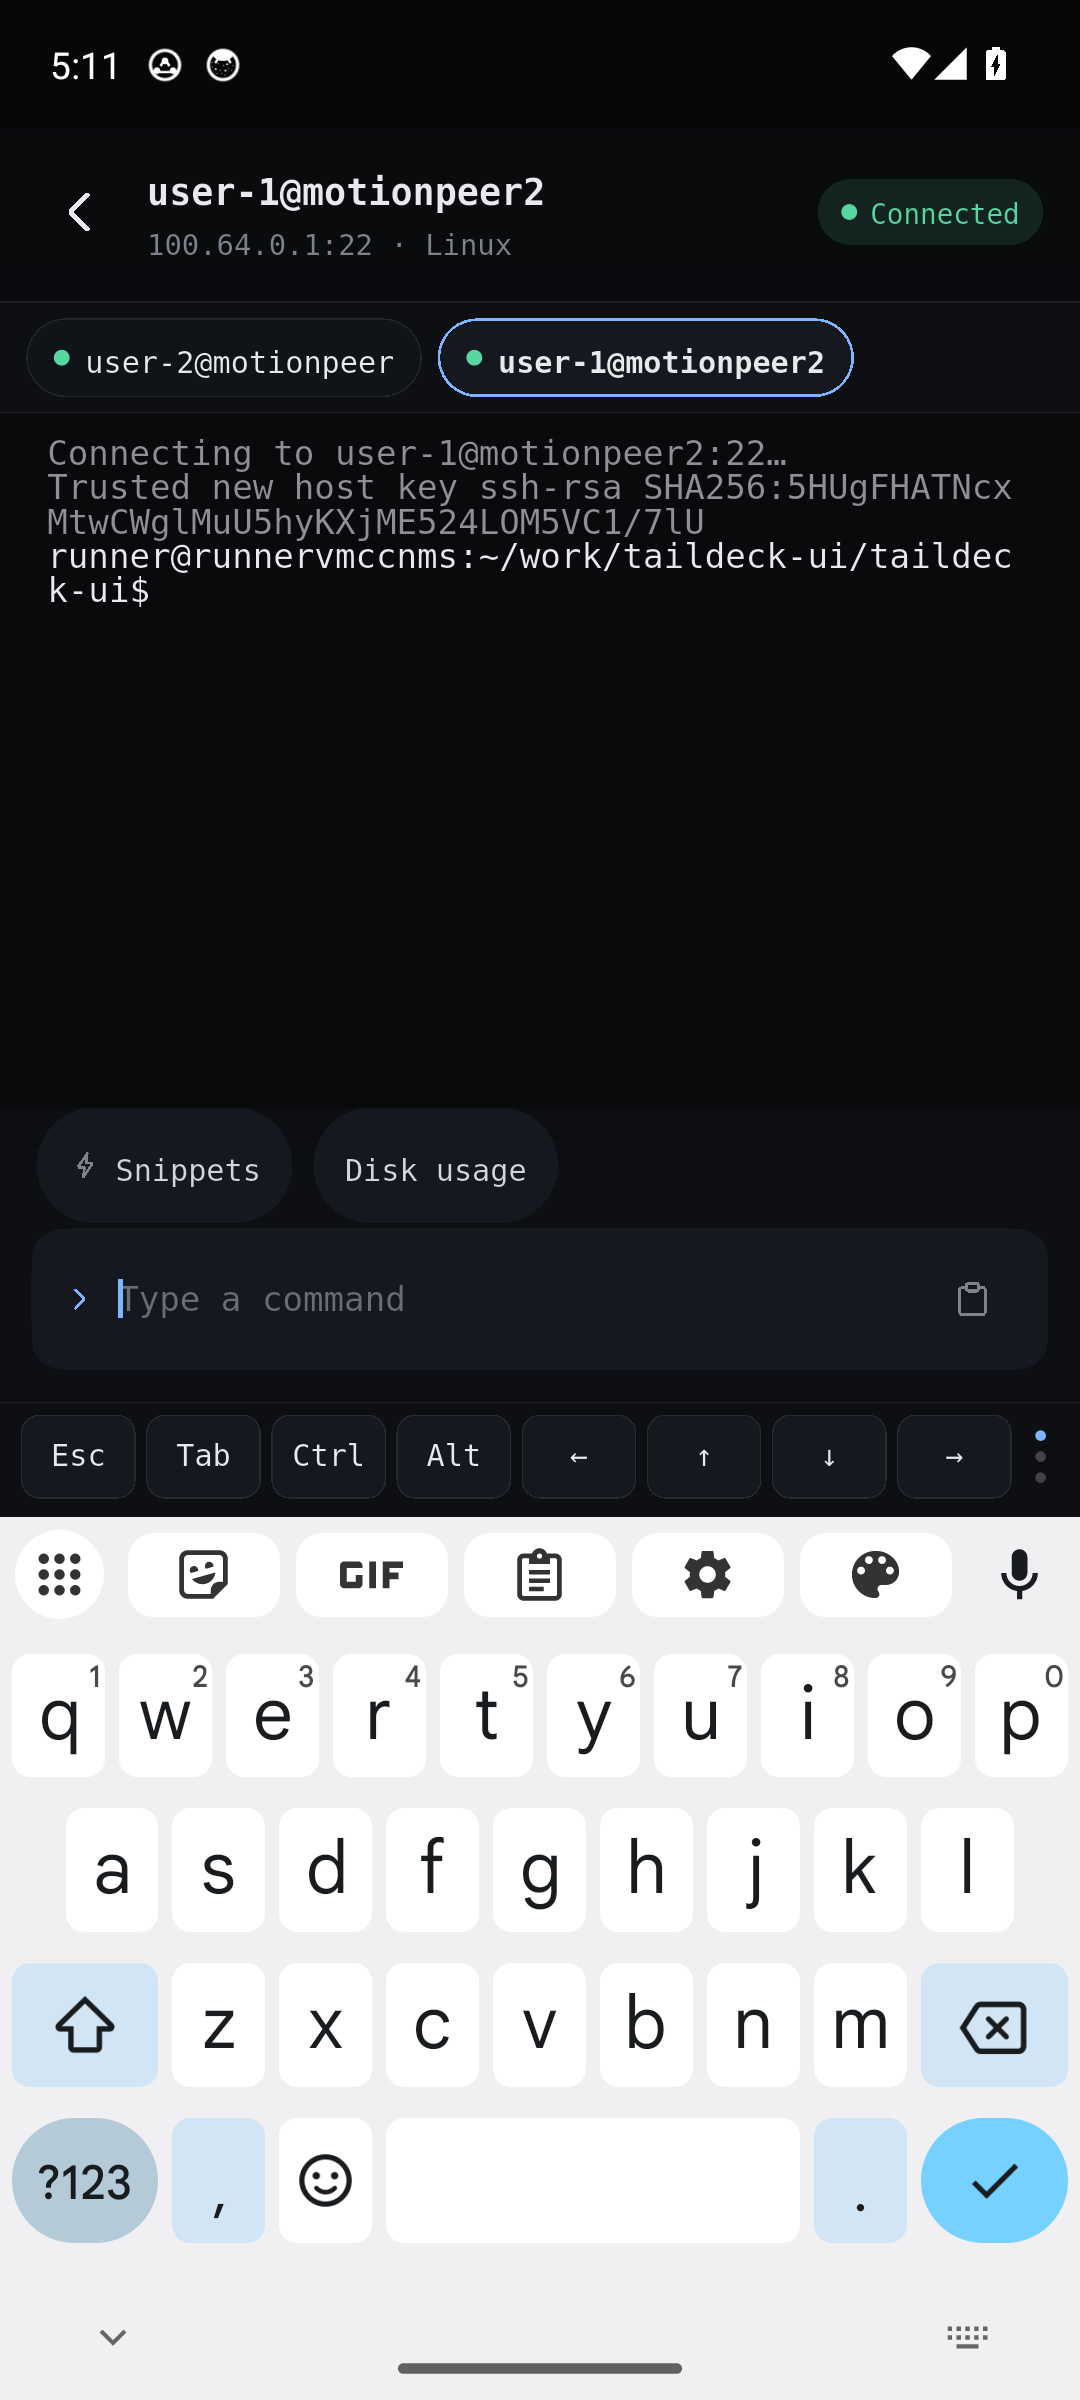 5:11
user-1@motionpeer2
100.64.0.1:22 · Linux
Connected
user-2@motionpeer
user-1@motionpeer2
Connecting to user-1@motionpeer2:22…
Trusted new host key ssh-rsa SHA256:5HUgFHATNcx
MtwCWglMuU5hyKXjME524LOM5VC1/7lU
runner@runnervmccnms:~/work/taildeck-ui/taildec
k-ui$
Snippets
Disk usage
Type a command
Esc Tab Ctrl Alt ← ↑ ↓ →
GIF
1 2 3 4 5 6 7 8 9 0
q w e r t y u i o p
a s d f g h j k l
z x c v b n m
?123 , .